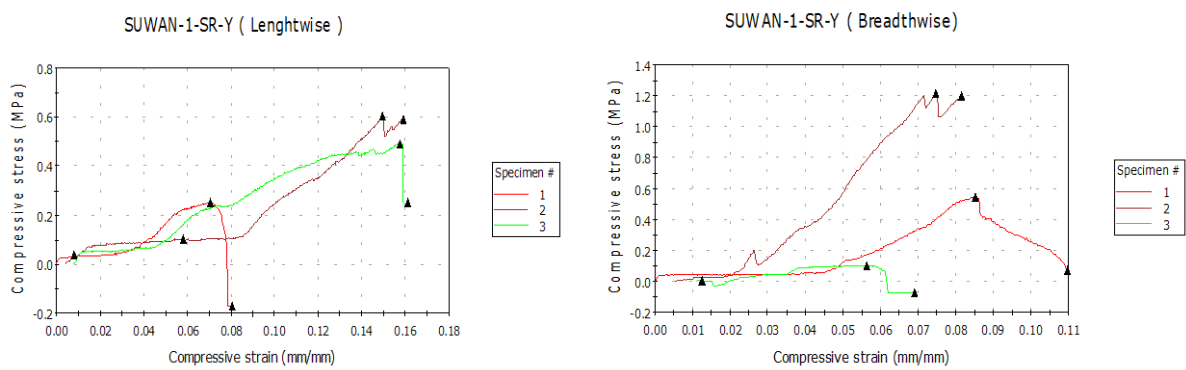 SUWAN-1-SR-Y ( Lenghtwise )
Compressive stress (MPa)
0.8
0.6
0.4
0.2
0.0
-0.2
0.00 0.02 0.04 0.06 0.08 0.10 0.12 0.14 0.16 0.18
Compressive strain (mm/mm)
Specimen #
1
2
3
SUWAN-1-SR-Y ( Breadthwise)
Compressive stress (MPa)
1.4
1.2
1.0
0.8
0.6
0.4
0.2
0.0
-0.2
0.00 0.01 0.02 0.03 0.04 0.05 0.06 0.07 0.08 0.09 0.10 0.11
Compressive strain (mm/mm)
Specimen #
1
2
3